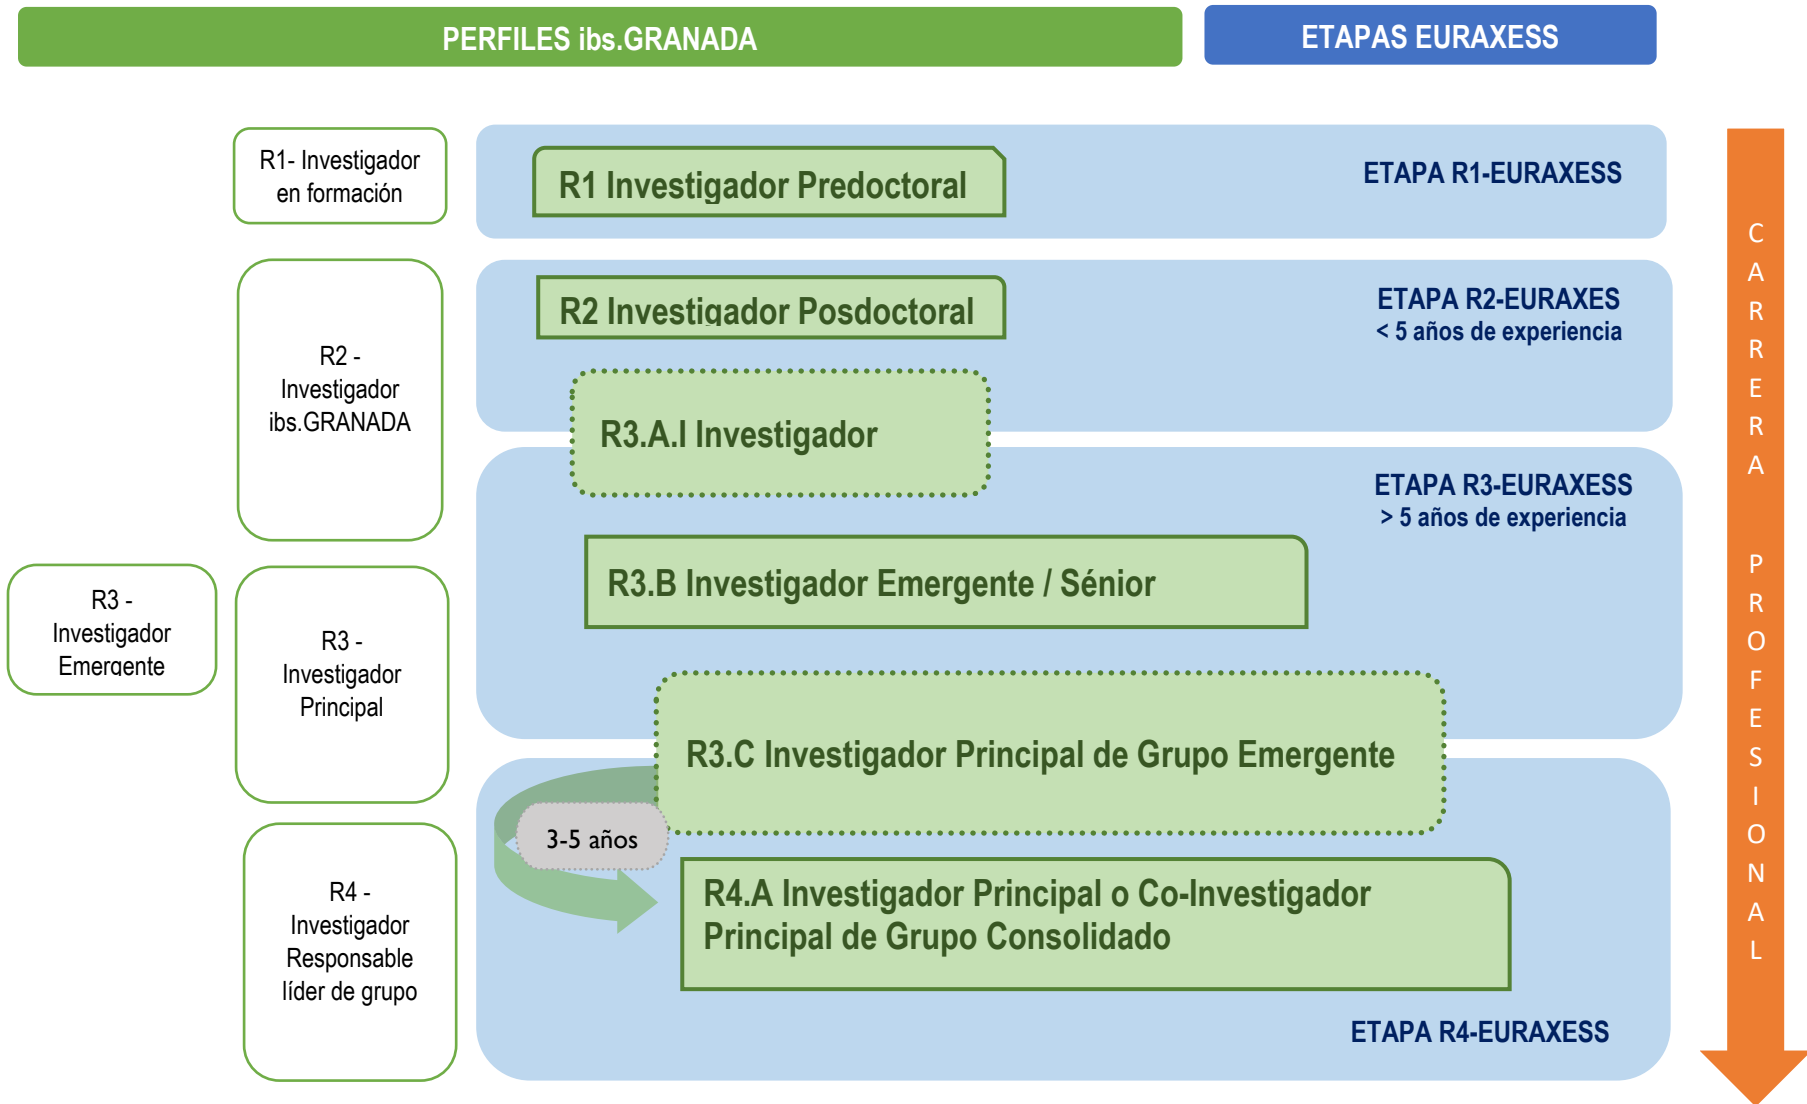 PERFILES ibs.GRANADA
ETAPAS EURAXESS
R1- Investigador
en formación
R1 Investigador Predoctoral
ETAPA R1-EURAXESS
R2 -
Investigador
ibs.GRANADA
R2 Investigador Posdoctoral
ETAPA R2-EURAXES
< 5 años de experiencia
R3.A.I Investigador
ETAPA R3-EURAXESS
> 5 años de experiencia
R3.B Investigador Emergente / Sénior
R3 -
Investigador
Emergente
R3 -
Investigador
Principal
R3.C Investigador Principal de Grupo Emergente
3-5 años
R4 -
Investigador
Responsable
líder de grupo
R4.A Investigador Principal o Co-Investigador
Principal de Grupo Consolidado
ETAPA R4-EURAXESS
CARRERA PROFESIONAL